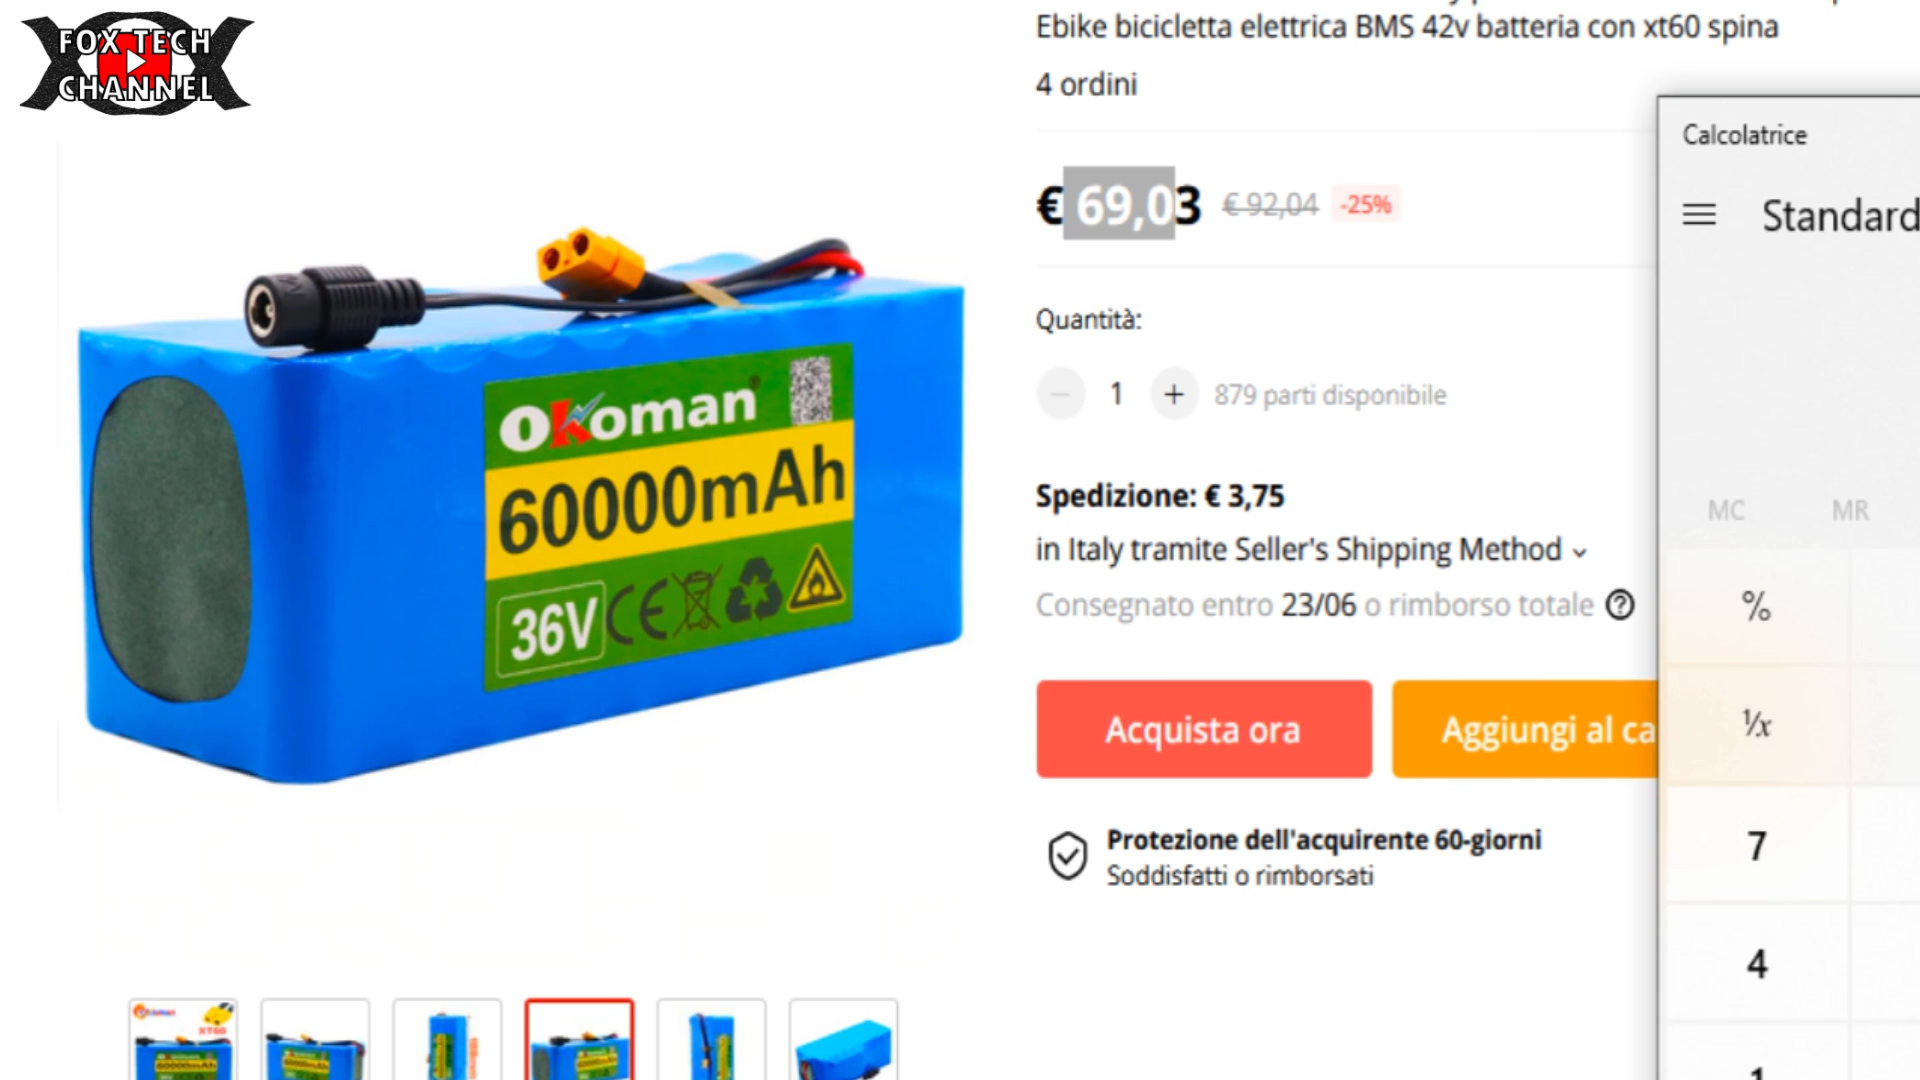 FOX TECH
CHANNEL
Ebike bicicletta elettrica BMS 42v batteria con xt60 spina
4 ordini
€ 69,03 € 92,04 -25%
Quantità:
− 1 + 879 parti disponibile
Spedizione: € 3,75
in Italy tramite Seller's Shipping Method
Consegnato entro 23/06 o rimborso totale ?
Acquista ora
Aggiungi al ca
Protezione dell'acquirente 60-giorni
Soddisfatti o rimborsati
Calcolatrice
Standard
MC MR
%
¹/x
7
4
1
OKoman
60000mAh
36V CE
XT60